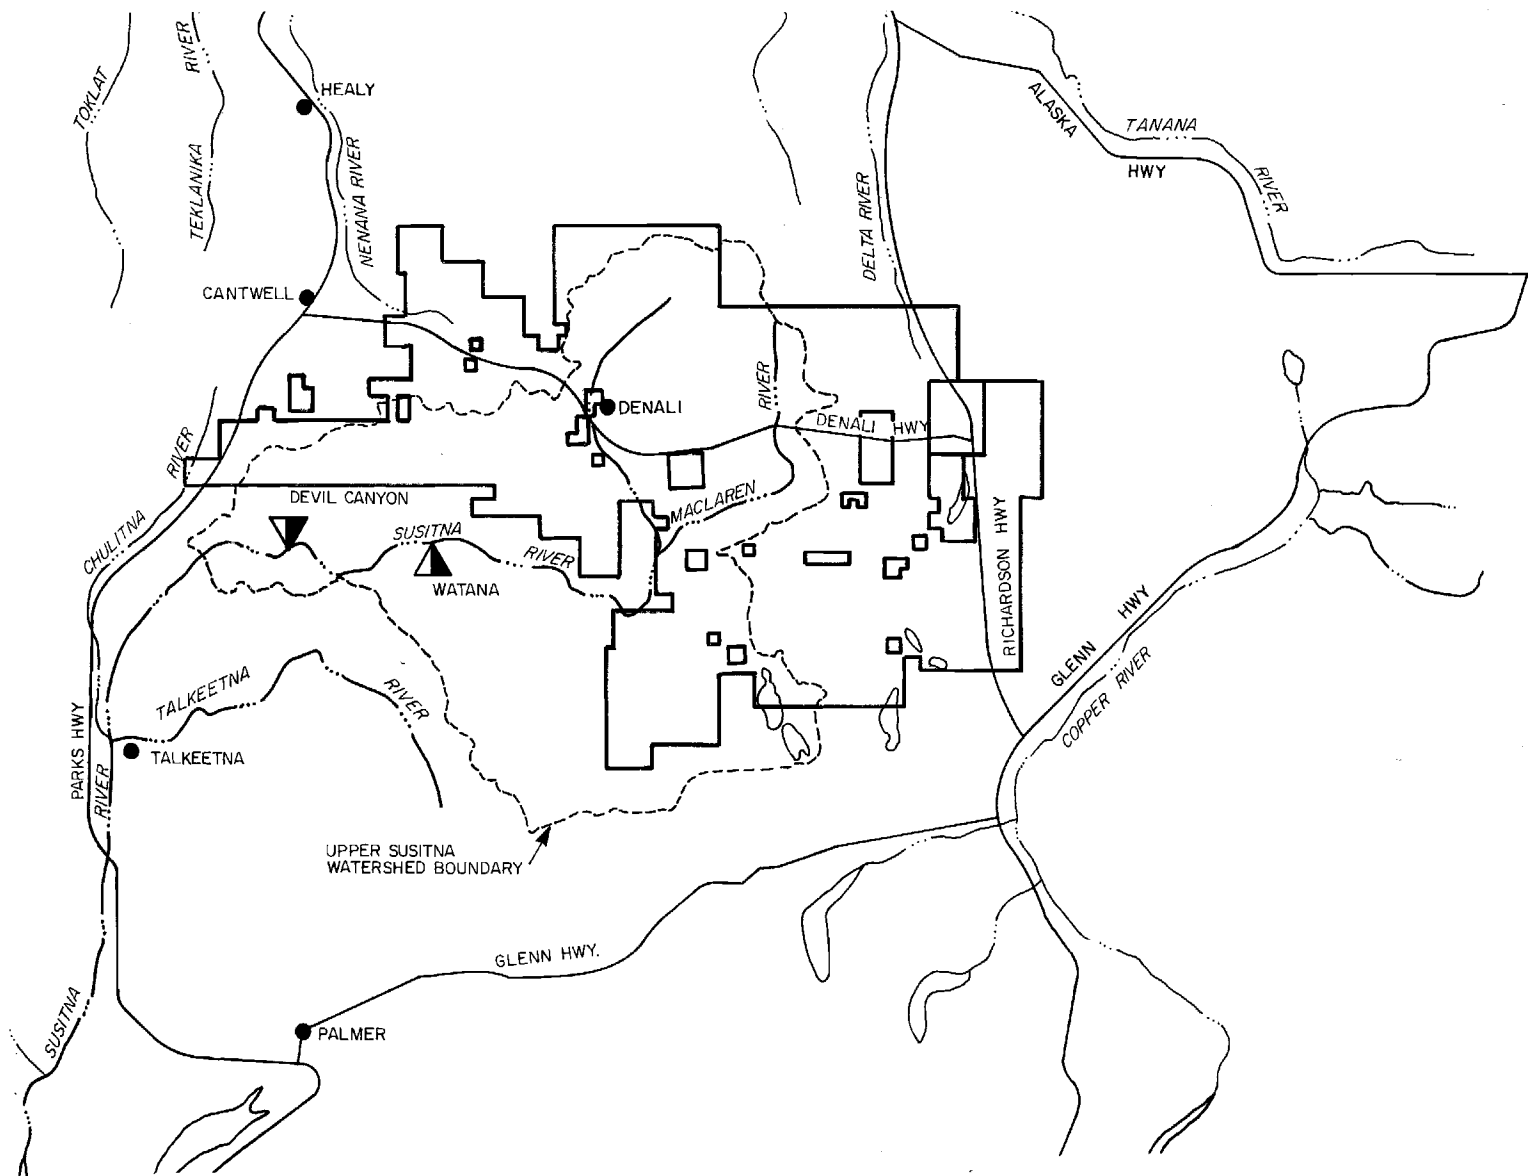 TOKLAT
TEKLANIKA
RIVER
HEALY
NENANA RIVER
CANTWELL
DELTA RIVER
ALASKA
HWY
TANANA
RIVER
DENALI
RIVER
DENALI HWY
RIVER
DEVIL CANYON
MACLAREN
CHULITNA
SUSITNA
RIVER
WATANA
RICHARDSON HWY
GLENN HWY
COPPER RIVER
TALKEETNA
RIVER
PARKS HWY
TALKEETNA
RIVER
UPPER SUSITNA
WATERSHED BOUNDARY
GLENN HWY.
SUSITNA
PALMER